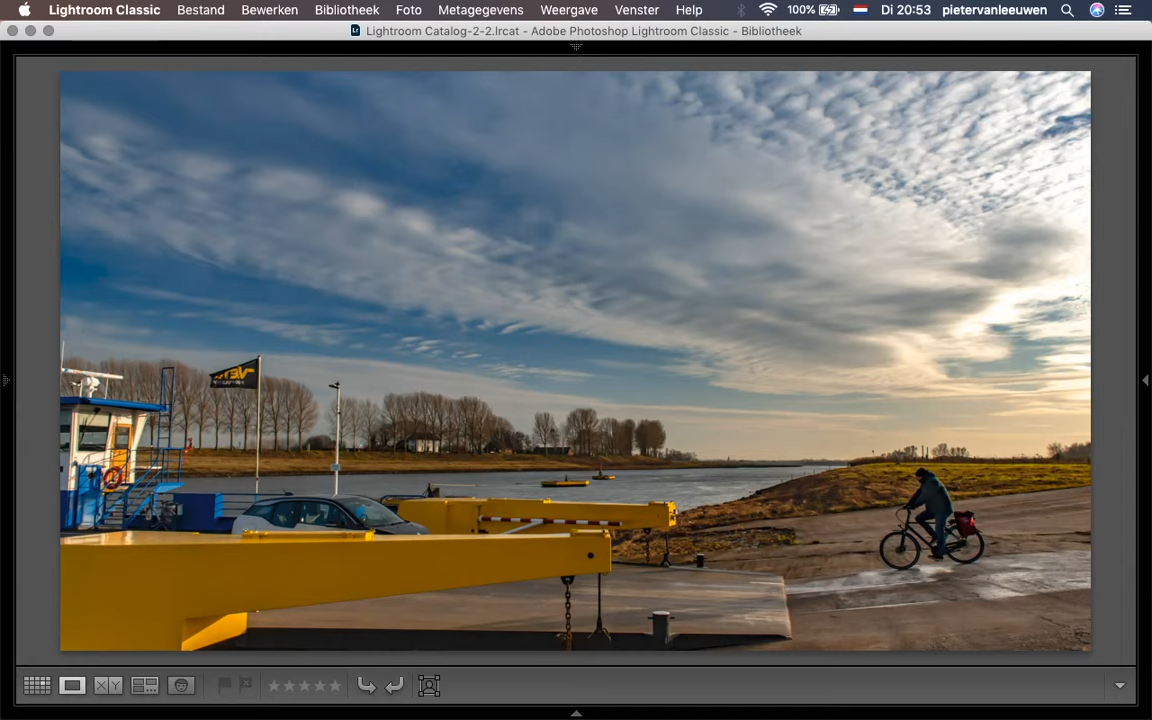 Lightroom Classic Bestand Bewerken Bibliotheek Foto Metagegevens Weergave Venster Help 100% Di 20:53 pietervanleeuwen
Lightroom Catalog-2-2.lrcat - Adobe Photoshop Lightroom Classic - Bibliotheek
XY